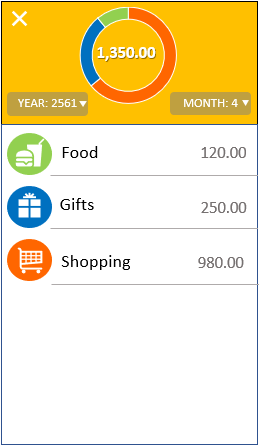 1,350.00
YEAR: 2561
MONTH: 4
Food 120.00
Gifts 250.00
Shopping 980.00